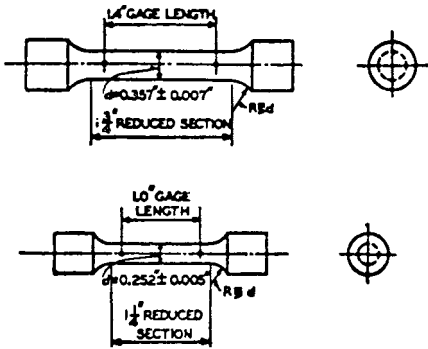 1.4" GAGE LENGTH
d=0.357"± 0.007"
R≧d
1 3/4" REDUCED SECTION
1.0" GAGE
LENGTH
d=0.252"± 0.005"
R≧d
1 1/4" REDUCED
SECTION